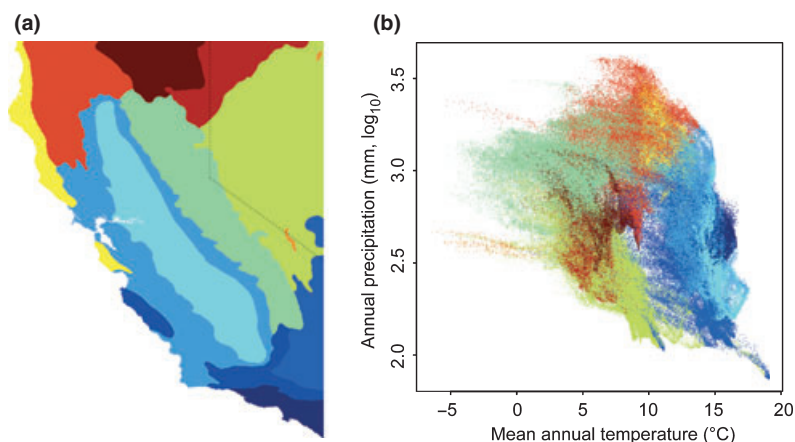 (a)
(b)
Annual precipitation (mm, log10)
3.5
3.0
2.5
2.0
−5
0
5
10
15
20
Mean annual temperature (°C)